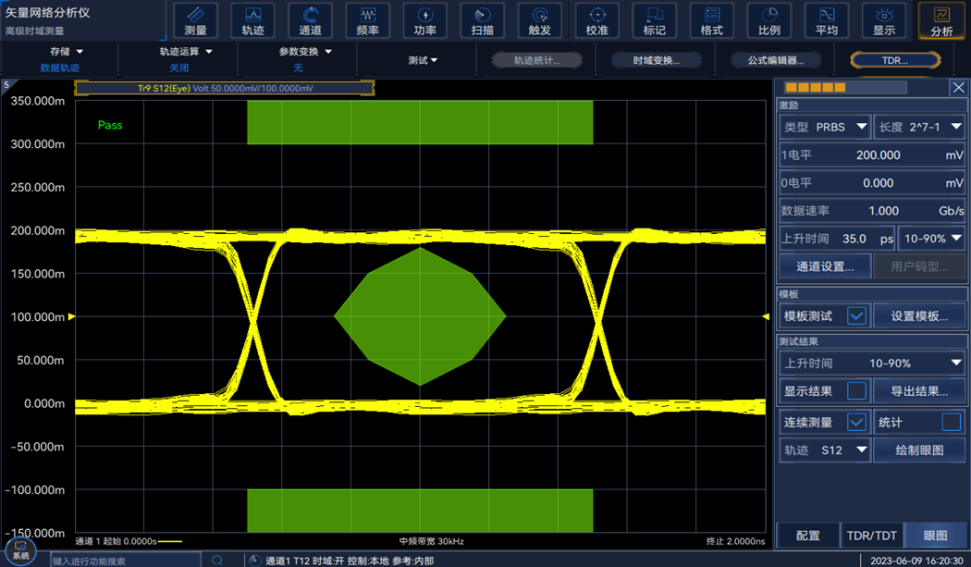 矢量网络分析仪
高级时域测量
测量 轨迹 通道 频率 功率 扫描 触发 校准 标记 格式 比例 平均 显示 分析
存储 轨迹运算 参数变换 测试 轨迹统计... 时域变换... 公式编辑器... TDR...
数据轨迹 关闭 无
5
Tr9 S12(Eye) Volt 50.0000mV/100.0000mV
Pass
350.000m
300.000m
250.000m
200.000m
150.000m
100.000m
50.000m
0.000m
-50.000m
-100.000m
-150.000m
通道 1 起始 0.0000s 中频带宽 30kHz 终止 2.0000ns
激励
类型 PRBS 长度 2^7-1
1电平 200.000 mV
0电平 0.000 mV
数据速率 1.000 Gb/s
上升时间 35.0 ps 10-90%
通道设置... 用户码型...
模板
模板测试 设置模板...
测试结果
上升时间 10-90%
显示结果 导出结果...
连续测量 统计
轨迹 S12 绘制眼图
配置 TDR/TDT 眼图
系统 键入进行功能搜索 通道1 T12 时域:开 控制:本地 参考:内部 2023-06-09 16:20:30